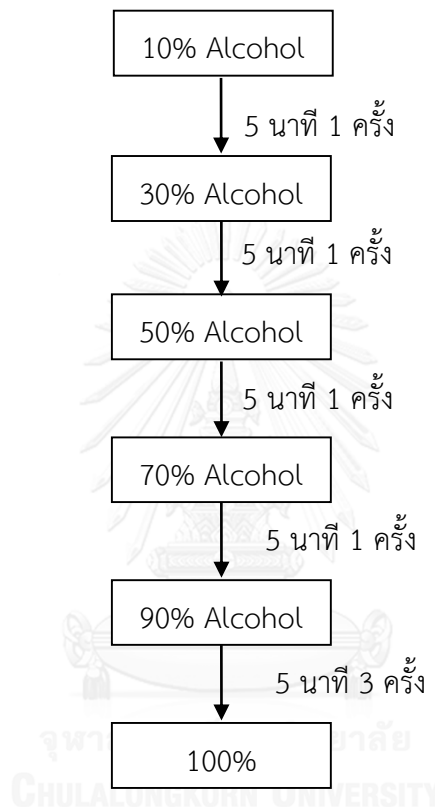 10% Alcohol
5 นาที 1 ครั้ง
30% Alcohol
5 นาที 1 ครั้ง
50% Alcohol
5 นาที 1 ครั้ง
70% Alcohol
5 นาที 1 ครั้ง
90% Alcohol
5 นาที 3 ครั้ง
100%
CHULALONGKORN UNIVERSITY